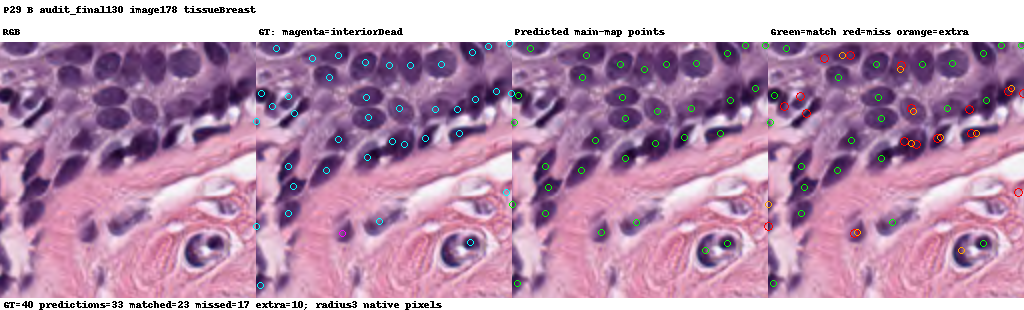 P29 B audit_final130 image178 tissueBreast
RGB
GT: magenta=interiorDead
Predicted main-map points
Green=match red=miss orange=extra
GT=40 predictions=33 matched=23 missed=17 extra=10; radius3 native pixels